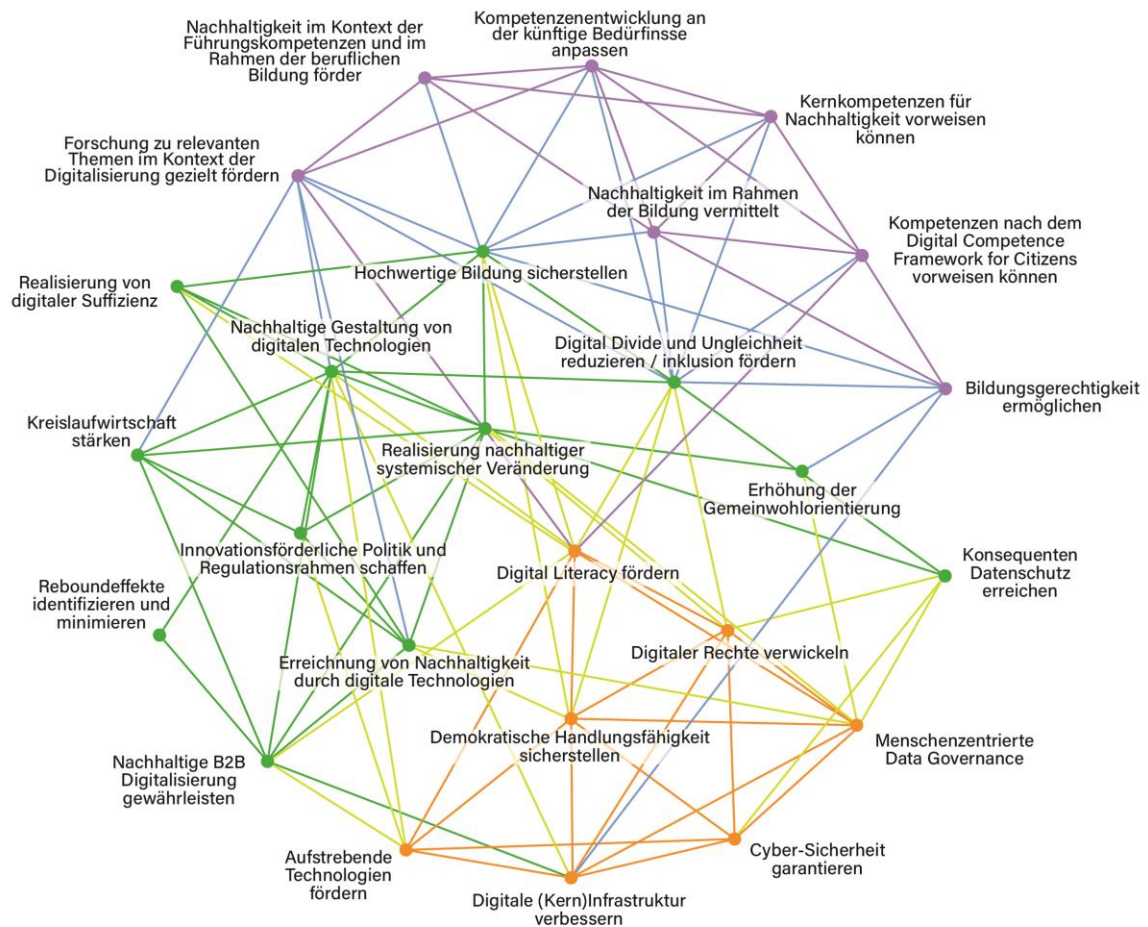 Nachhaltigkeit im Kontext der
Führungskompetenzen und im
Rahmen der beruflichen
Bildung förder
Kompetenzenentwicklung an
der künftige Bedürfinsse
anpassen
Kernkompetenzen für
Nachhaltigkeit vorweisen
können
Forschung zu relevanten
Themen im Kontext der
Digitalisierung gezielt fördern
Nachhaltigkeit im Rahmen
der Bildung vermittelt
Kompetenzen nach dem
Digital Competence
Framework for Citizens
vorweisen können
Hochwertige Bildung sicherstellen
Realisierung von
digitaler Suffizienz
Nachhaltige Gestaltung von
digitalen Technologien
Digital Divide und Ungleichheit
reduzieren / inklusion fördern
Bildungsgerechtigkeit
ermöglichen
Kreislaufwirtschaft
stärken
Realisierung nachhaltiger
systemischer Veränderung
Erhöhung der
Gemeinwohlorientierung
Innovationsförderliche Politik und
Regulationsrahmen schaffen
Digital Literacy fördern
Konsequenten
Datenschutz
erreichen
Reboundeffekte
identifizieren und
minimieren
Erreichnung von Nachhaltigkeit
durch digitale Technologien
Digitaler Rechte verwickeln
Demokratische Handlungsfähigkeit
sicherstellen
Menschenzentrierte
Data Governance
Nachhaltige B2B
Digitalisierung
gewährleisten
Aufstrebende
Technologien
fördern
Digitale (Kern)Infrastruktur
verbessern
Cyber-Sicherheit
garantieren